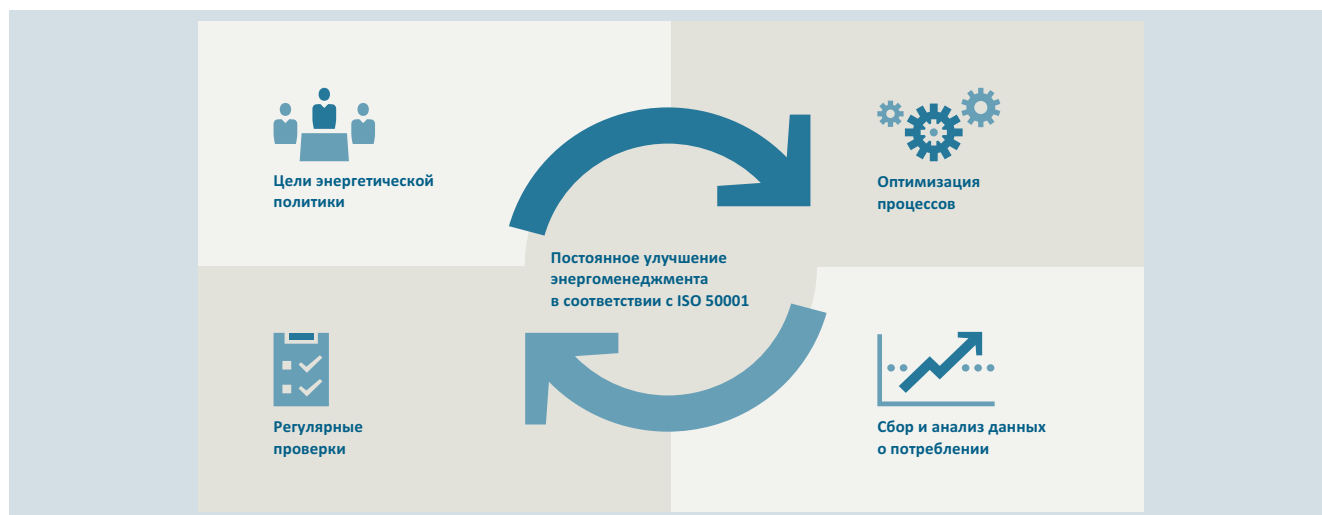 Цели энергетической
политики
Оптимизация
процессов
Постоянное улучшение
энергоменеджмента
в соответствии с ISO 50001
Регулярные
проверки
Сбор и анализ данных
о потреблении